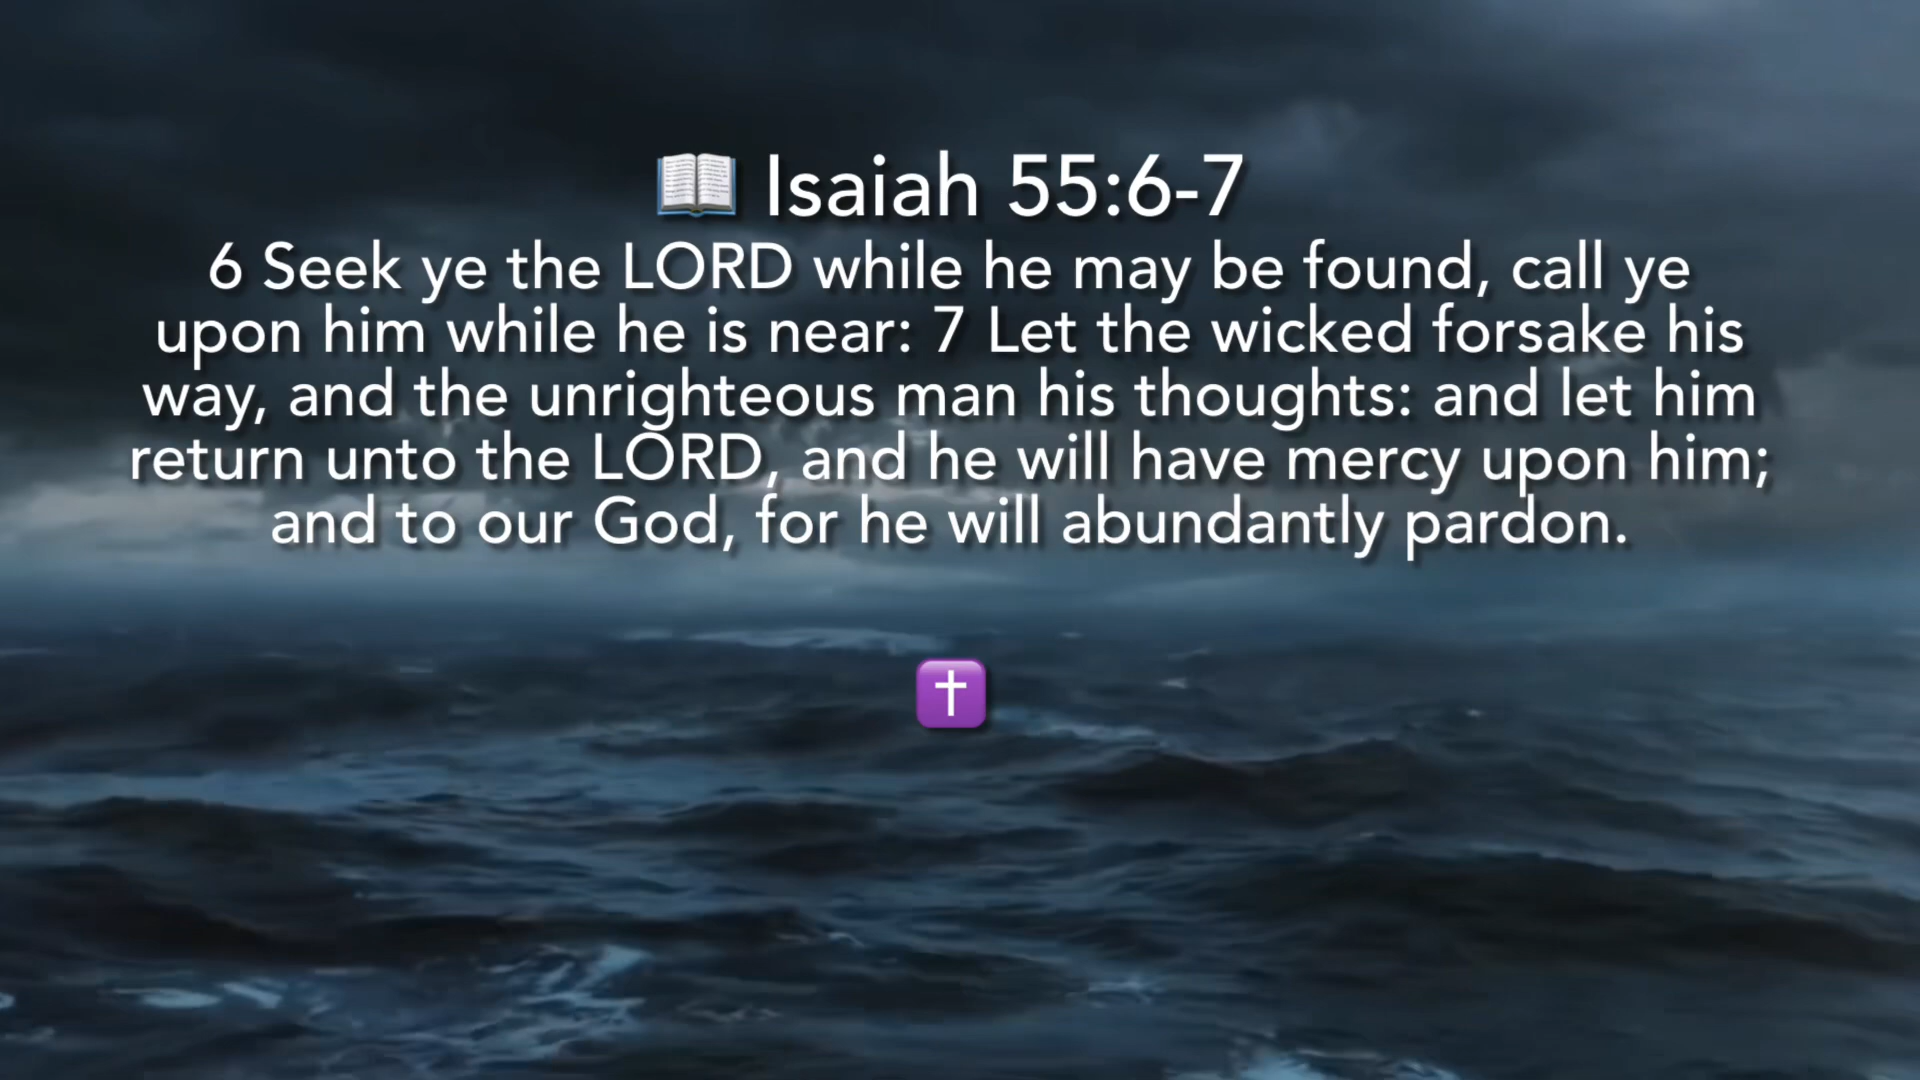 Isaiah 55:6-7
6 Seek ye the LORD while he may be found, call ye
upon him while he is near: 7 Let the wicked forsake his
way, and the unrighteous man his thoughts: and let him
return unto the LORD, and he will have mercy upon him;
and to our God, for he will abundantly pardon.